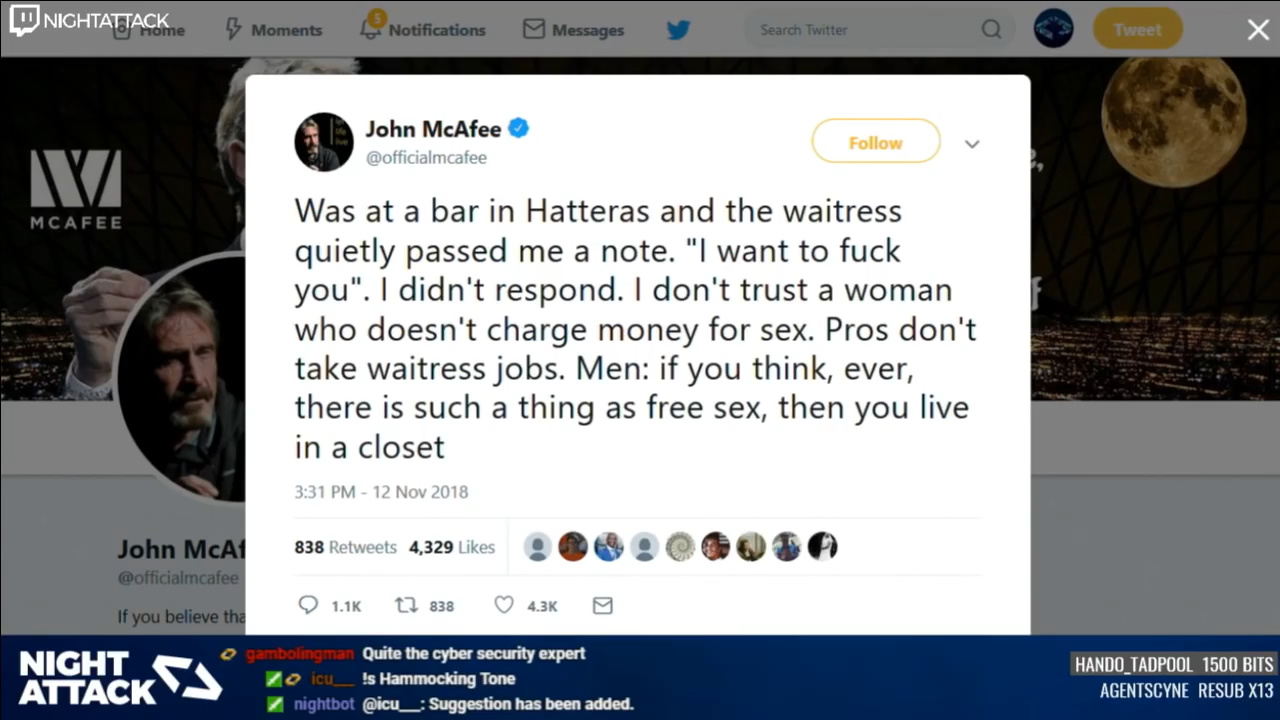 NIGHTATTACK
Home
Moments
5
Notifications
Messages
Search Twitter
Tweet
MCAFEE
John McAfee
@officialmcafee
Follow
Was at a bar in Hatteras and the waitress
quietly passed me a note. "I want to fuck
you". I didn't respond. I don't trust a woman
who doesn't charge money for sex. Pros don't
take waitress jobs. Men: if you think, ever,
there is such a thing as free sex, then you live
in a closet
3:31 PM - 12 Nov 2018
838 Retweets 4,329 Likes
1.1K 838 4.3K
John McAf
@officialmcafee
If you believe tha
NIGHT
ATTACK
gambolingman Quite the cyber security expert
icu__ !s Hammocking Tone
nightbot @icu__: Suggestion has been added.
HANDO_TADPOOL 1500 BITS
AGENTSCYNE RESUB X13